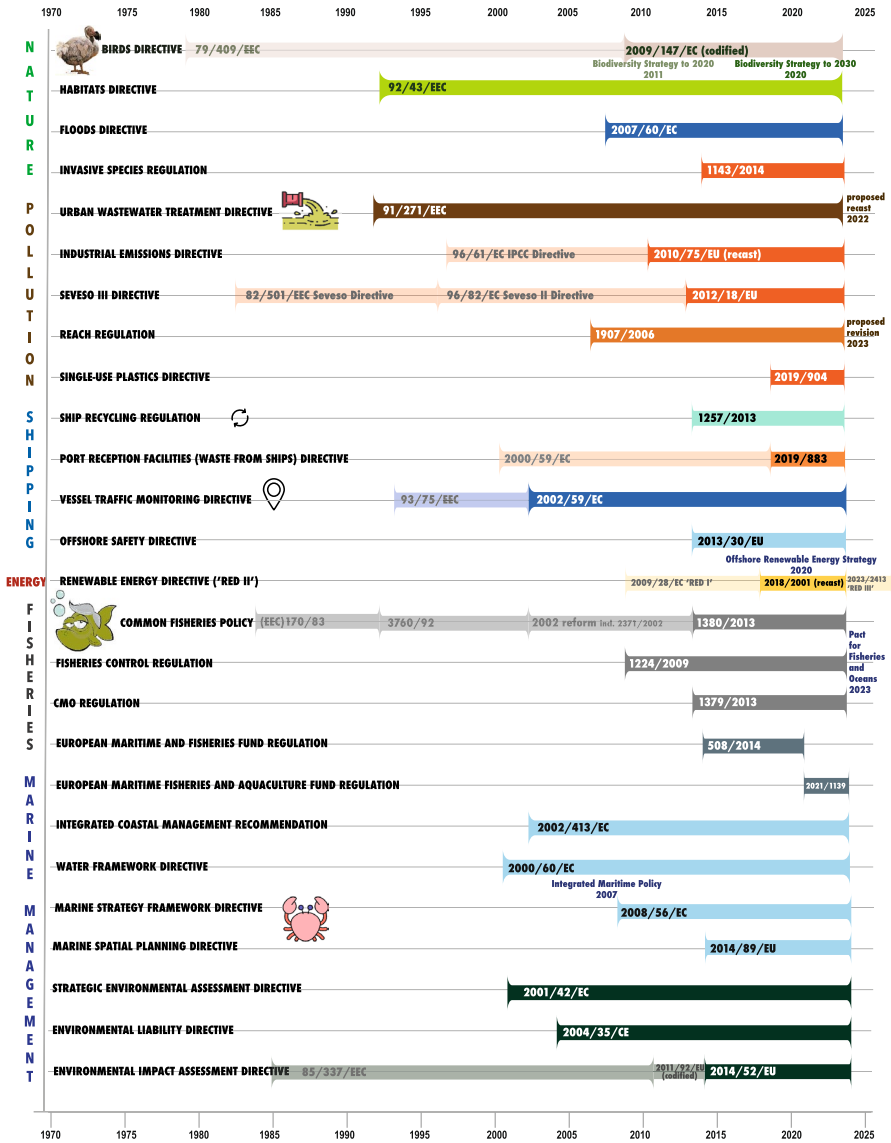 1970 1975 1980 1985 1990 1995 2000 2005 2010 2015 2020 2025
NATURE
BIRDS DIRECTIVE 79/409/EEC 2009/147/EC (codified)
Biodiversity Strategy to 2020 Biodiversity Strategy to 2030
2011 2020
HABITATS DIRECTIVE 92/43/EEC
FLOODS DIRECTIVE 2007/60/EC
INVASIVE SPECIES REGULATION 1143/2014
POLLUTION
URBAN WASTEWATER TREATMENT DIRECTIVE 91/271/EEC
proposed
recast
2022
INDUSTRIAL EMISSIONS DIRECTIVE 96/61/EC IPCC Directive 2010/75/EU (recast)
SEVESO III DIRECTIVE 82/501/EEC Seveso Directive 96/82/EC Seveso II Directive 2012/18/EU
REACH REGULATION 1907/2006
proposed
revision
2023
SINGLE-USE PLASTICS DIRECTIVE 2019/904
SHIPPING
SHIP RECYCLING REGULATION 1257/2013
PORT RECEPTION FACILITIES (WASTE FROM SHIPS) DIRECTIVE 2000/59/EC 2019/883
VESSEL TRAFFIC MONITORING DIRECTIVE 93/75/EEC 2002/59/EC
OFFSHORE SAFETY DIRECTIVE 2013/30/EU
Offshore Renewable Energy Strategy
2020
ENERGY RENEWABLE ENERGY DIRECTIVE ('RED II') 2009/28/EC 'RED I' 2018/2001 (recast) 2023/2413
'RED III'
FISHERIES
COMMON FISHERIES POLICY (EEC)170/83 3760/92 2002 reform incl. 2371/2002 1380/2013
Pact
for
Fisheries
and
Oceans
2023
FISHERIES CONTROL REGULATION 1224/2009
CMO REGULATION 1379/2013
EUROPEAN MARITIME AND FISHERIES FUND REGULATION 508/2014
EUROPEAN MARITIME FISHERIES AND AQUACULTURE FUND REGULATION 2021/1139
MARINE MANAGEMENT
INTEGRATED COASTAL MANAGEMENT RECOMMENDATION 2002/413/EC
WATER FRAMEWORK DIRECTIVE 2000/60/EC
Integrated Maritime Policy
2007
MARINE STRATEGY FRAMEWORK DIRECTIVE 2008/56/EC
MARINE SPATIAL PLANNING DIRECTIVE 2014/89/EU
STRATEGIC ENVIRONMENTAL ASSESSMENT DIRECTIVE 2001/42/EC
ENVIRONMENTAL LIABILITY DIRECTIVE 2004/35/CE
ENVIRONMENTAL IMPACT ASSESSMENT DIRECTIVE 85/337/EEC 2011/92/EU
(codified) 2014/52/EU
1970 1975 1980 1985 1990 1995 2000 2005 2010 2015 2020 2025